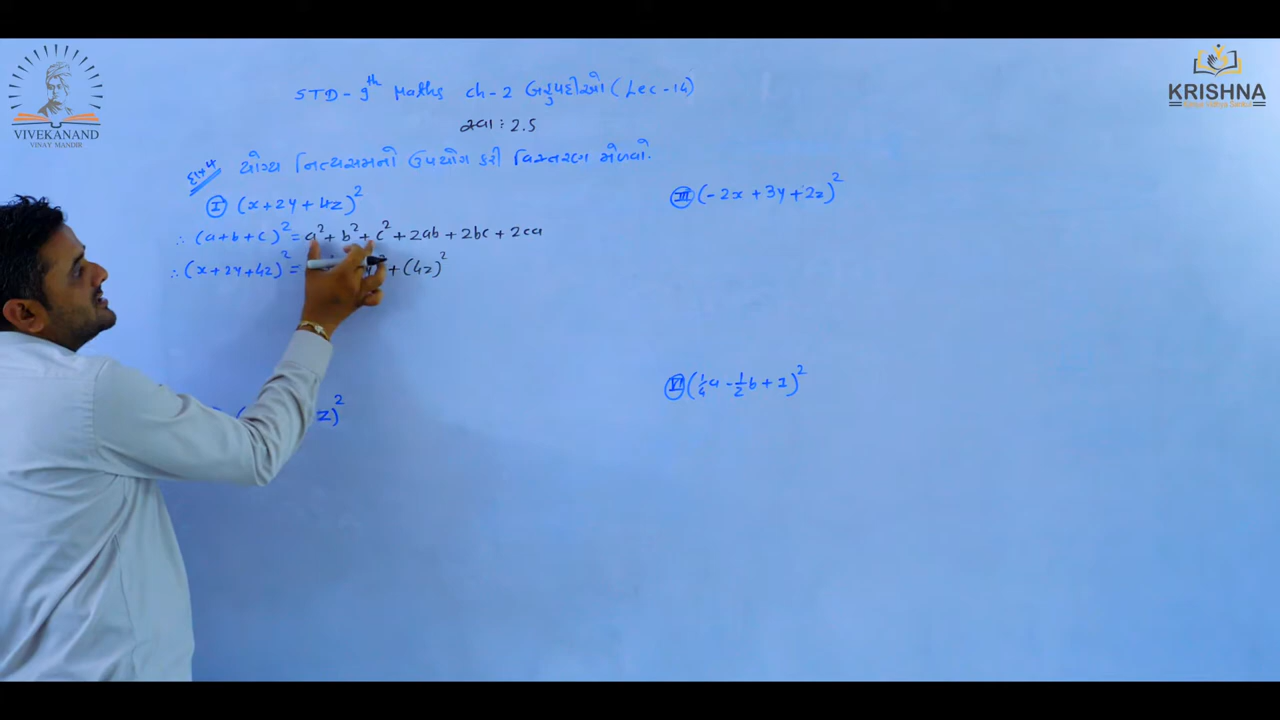 VIVEKANAND
VINAY MANDIR
KRISHNA
STD - 9th Maths ch-2 બહુપદીઓ (Lec-14)
સ્વા : 2.5
દાખ 4 યોગ્ય નિત્યસમનો ઉપયોગ કરી વિસ્તરણ મેળવો.
I (x+2y+4z)²
∴ (a+b+c)² = a² + b² + c² + 2ab + 2bc + 2ca
∴ (x+2y+4z)² = + (4z)²
z)²
III (-2x+3y+2z)²
VI (1/4a - 1/2b + 1)²